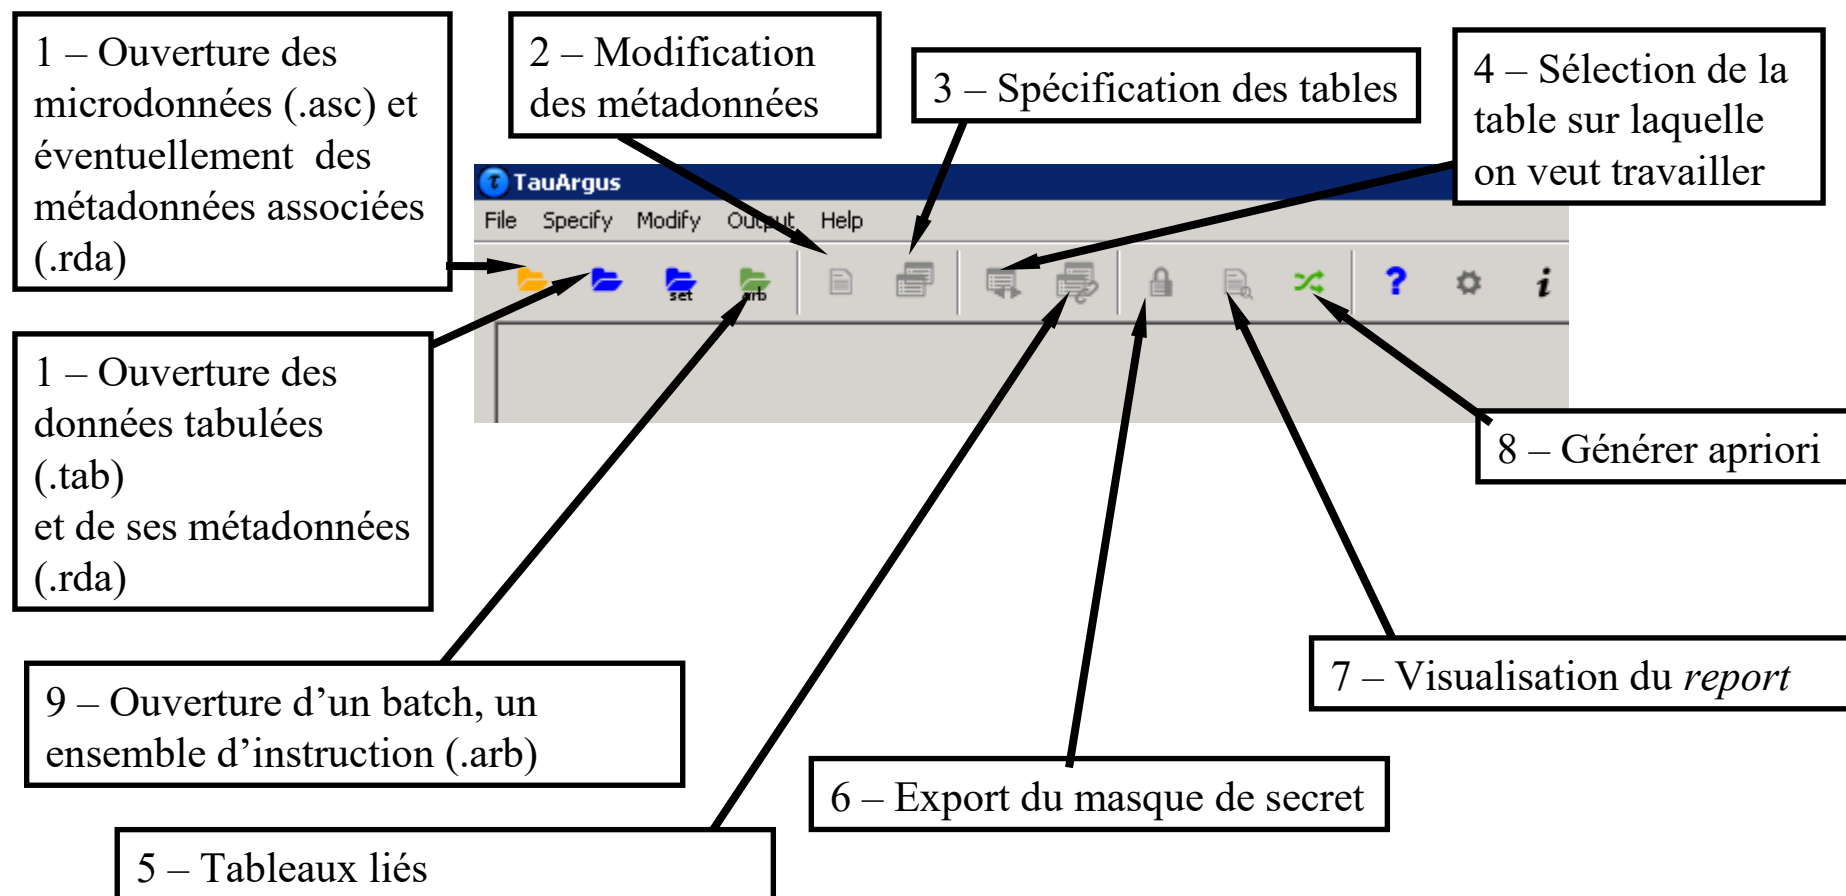 1 – Ouverture des
microdonnées (.asc) et
éventuellement des
métadonnées associées
(.rda)
2 – Modification
des métadonnées
3 – Spécification des tables
4 – Sélection de la
table sur laquelle
on veut travailler
TauArgus
File Specify Modify Output Help
set arb
? i
1 – Ouverture des
données tabulées
(.tab)
et de ses métadonnées
(.rda)
8 – Générer apriori
9 – Ouverture d’un batch, un
ensemble d’instruction (.arb)
7 – Visualisation du report
6 – Export du masque de secret
5 – Tableaux liés